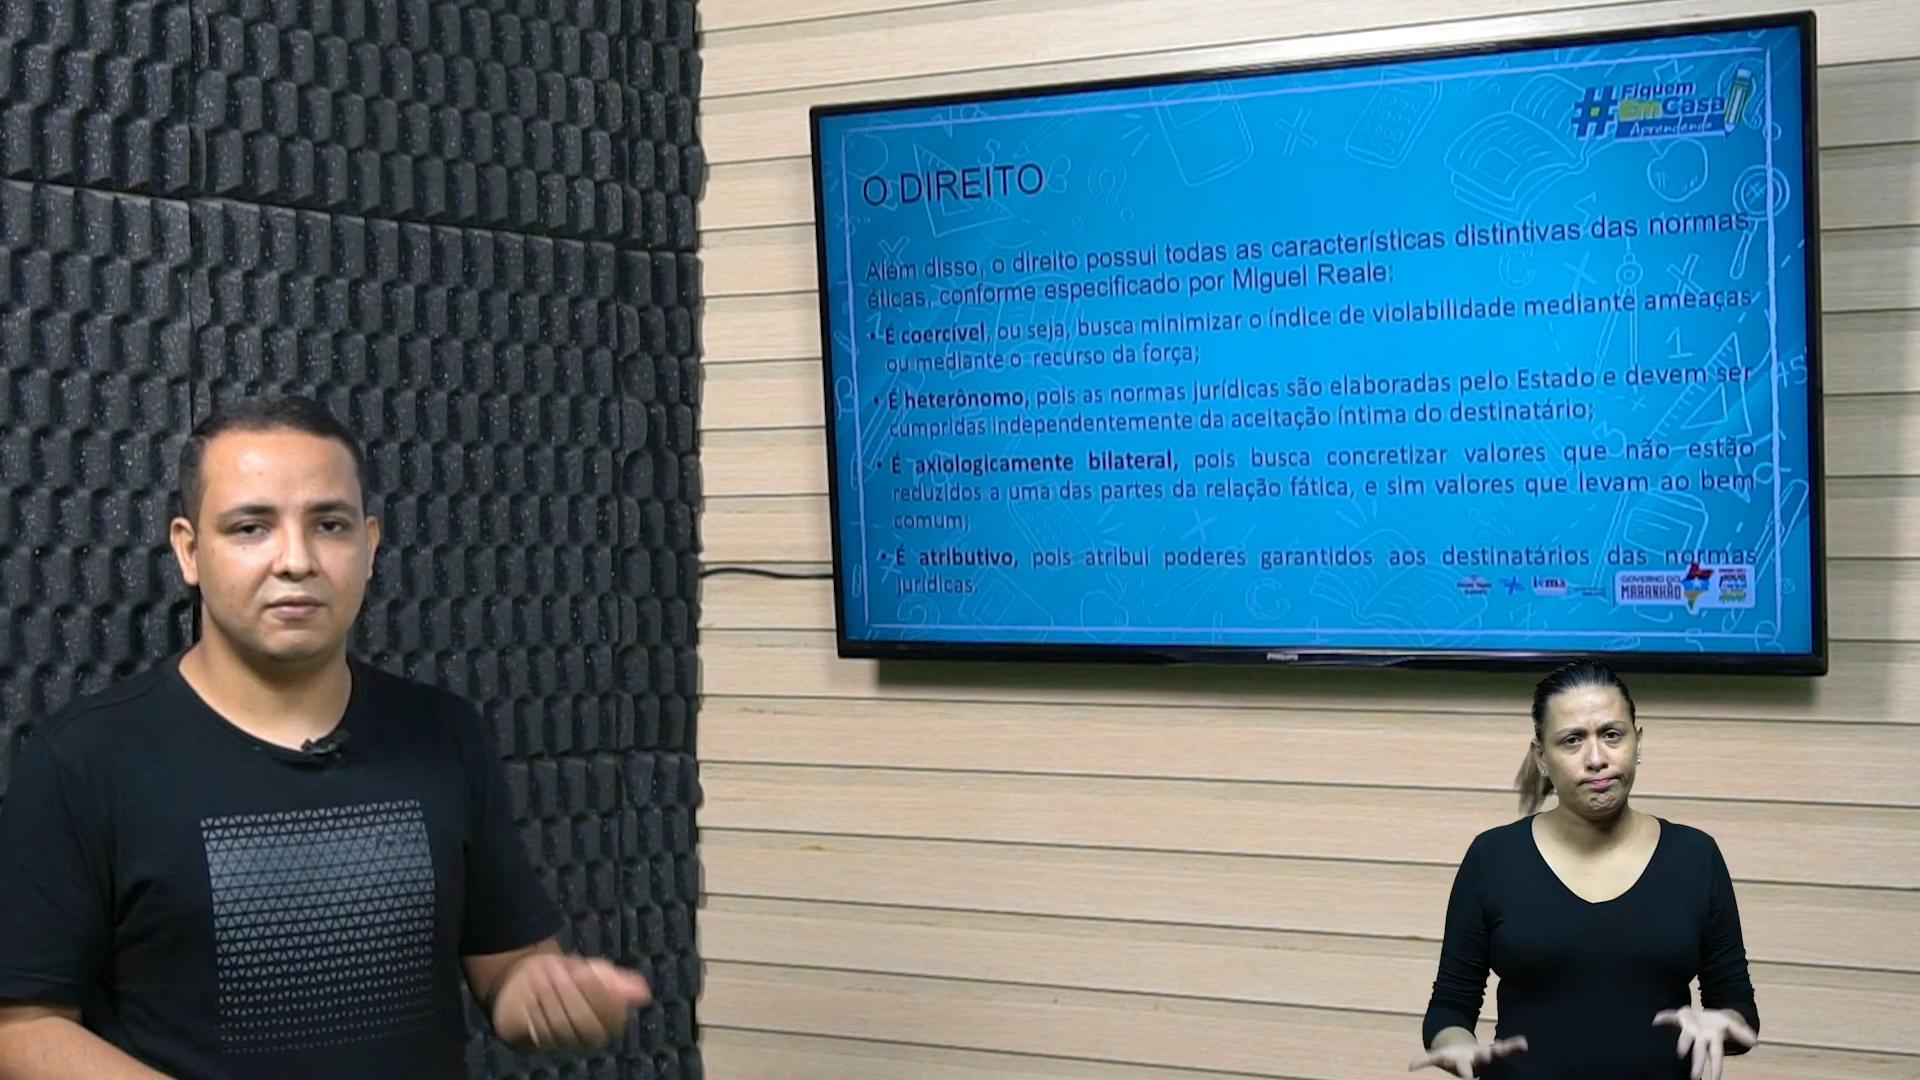 #Fiquem
EmCasa
Aprendendo
O DIREITO
Além disso, o direito possui todas as características distintivas das normas
éticas, conforme especificado por Miguel Reale:
• É coercível, ou seja, busca minimizar o índice de violabilidade mediante ameaças
ou mediante o recurso da força;
• É heterônomo, pois as normas jurídicas são elaboradas pelo Estado e devem ser
cumpridas independentemente da aceitação íntima do destinatário;
• É axiologicamente bilateral, pois busca concretizar valores que não estão
reduzidos a uma das partes da relação fática, e sim valores que levam ao bem
comum;
• É atributivo, pois atribui poderes garantidos aos destinatários das normas
jurídicas.
iema
GOVERNO DO
MARANHÃO
PHILIPS